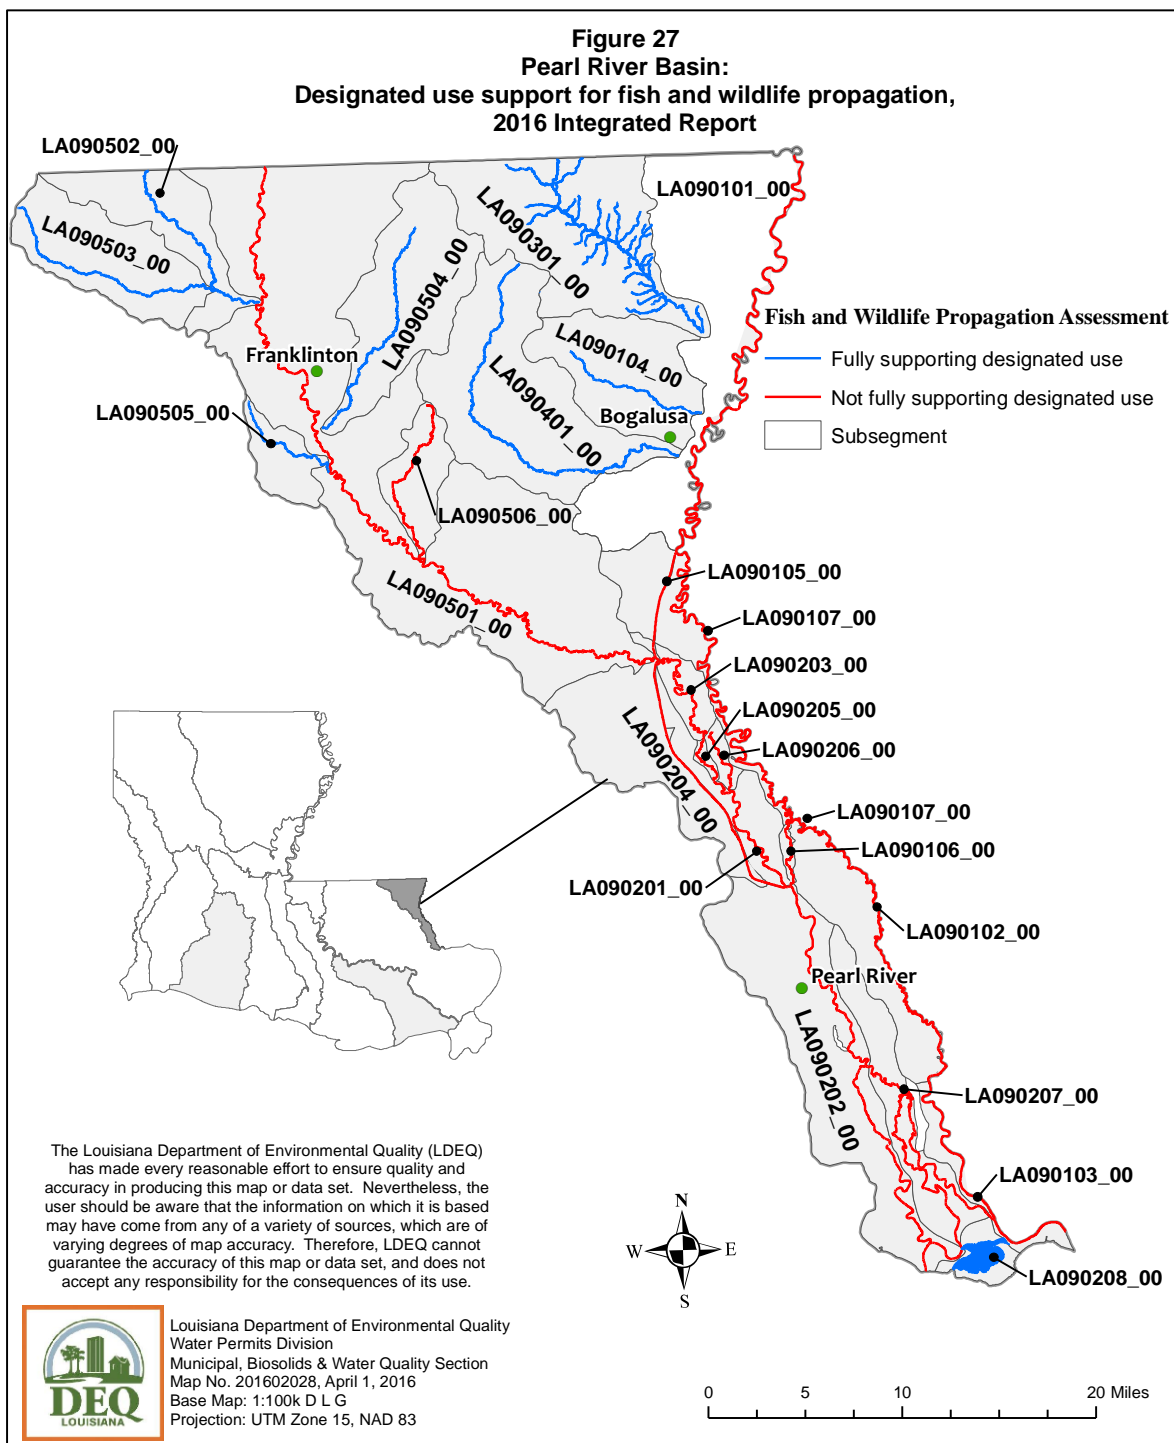 Figure 27
Pearl River Basin:
Designated use support for fish and wildlife propagation,
2016 Integrated Report
LA090502_00
LA090101_00
LA090301_00
LA090503_00
LA090504_00
Fish and Wildlife Propagation Assessment
Fully supporting designated use
Not fully supporting designated use
Subsegment
LA090104_00
Franklinton
LA090401_00
Bogalusa
LA090505_00
LA090506_00
LA090105_00
LA090501_00
LA090107_00
LA090203_00
LA090205_00
LA090206_00
LA090204_00
LA090107_00
LA090106_00
LA090201_00
LA090102_00
Pearl River
LA090202_00
LA090207_00
LA090103_00
LA090208_00
The Louisiana Department of Environmental Quality (LDEQ)
has made every reasonable effort to ensure quality and
accuracy in producing this map or data set. Nevertheless, the
user should be aware that the information on which it is based
may have come from any of a variety of sources, which are of
varying degrees of map accuracy. Therefore, LDEQ cannot
guarantee the accuracy of this map or data set, and does not
accept any responsibility for the consequences of its use.
N
W E
S
DEQ
LOUISIANA
Louisiana Department of Environmental Quality
Water Permits Division
Municipal, Biosolids & Water Quality Section
Map No. 201602028, April 1, 2016
Base Map: 1:100k D L G
Projection: UTM Zone 15, NAD 83
0 5 10 20 Miles